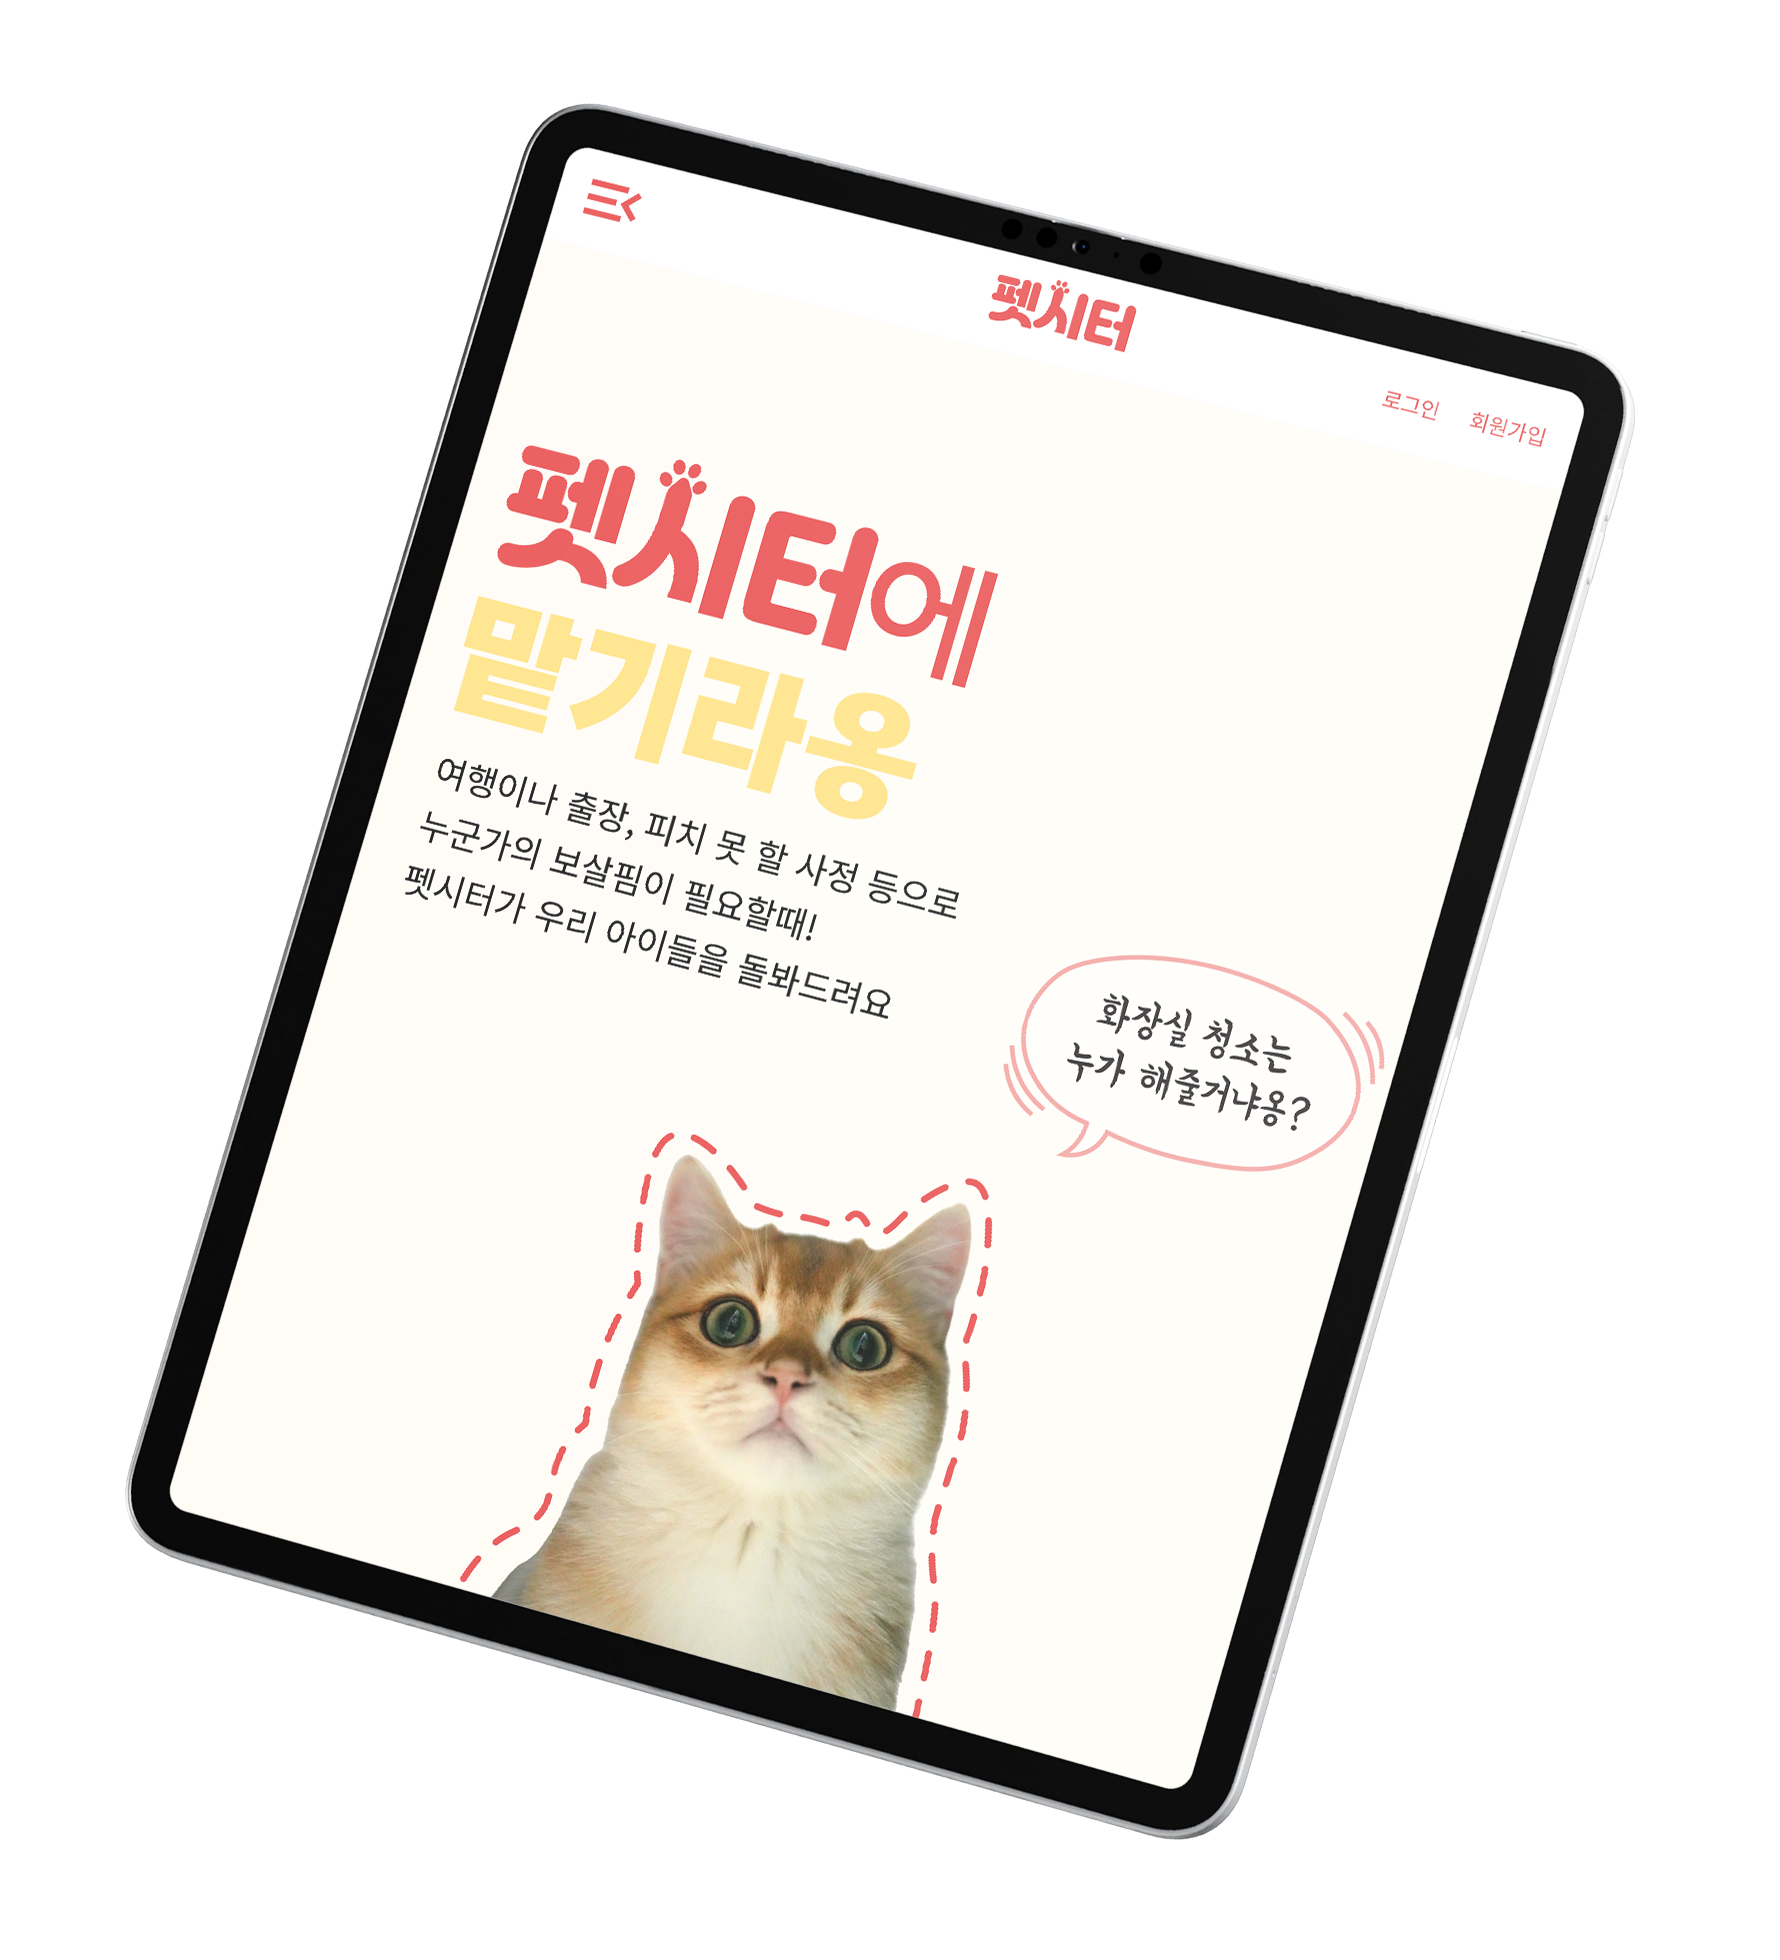 펫시터
로그인 회원가입
펫시터에
맡기라옹
여행이나 출장, 피치 못 할 사정 등으로
누군가의 보살핌이 필요할때!
펫시터가 우리 아이들을 돌봐드려요
화장실 청소는
누가 해줄거냐옹?